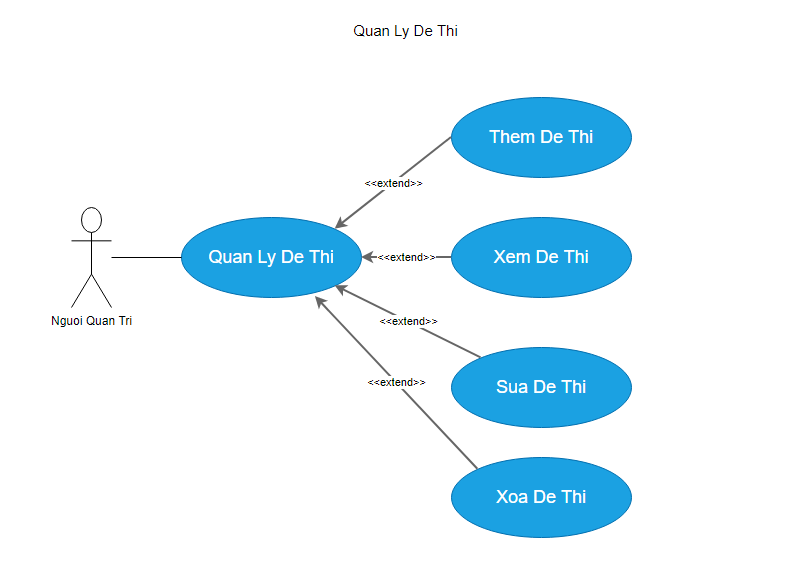 Quan Ly De Thi
Them De Thi
<<extend>>
Quan Ly De Thi
<<extend>>
Xem De Thi
Nguoi Quan Tri
<<extend>>
Sua De Thi
<<extend>>
Xoa De Thi